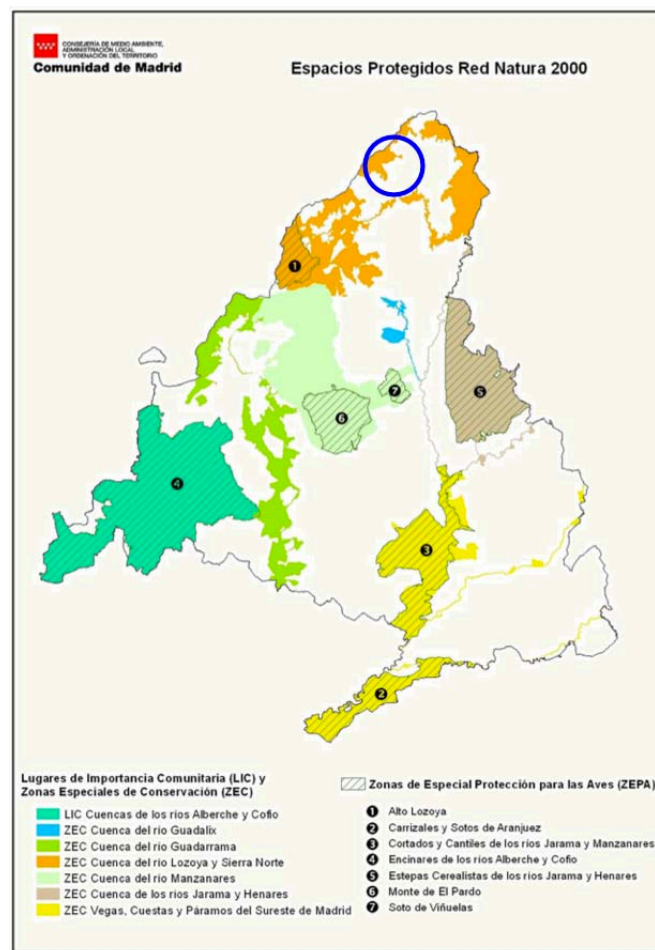 CONSEJERÍA DE MEDIO AMBIENTE,
ADMINISTRACIÓN LOCAL
Y ORDENACIÓN DEL TERRITORIO
Comunidad de Madrid
Espacios Protegidos Red Natura 2000
1
7
6
5
4
3
2
Lugares de Importancia Comunitaria (LIC) y
Zonas Especiales de Conservación (ZEC)
LIC Cuencas de los ríos Alberche y Cofio
ZEC Cuenca del río Guadalix
ZEC Cuenca del río Guadarrama
ZEC Cuenca del río Lozoya y Sierra Norte
ZEC Cuenca del río Manzanares
ZEC Cuenca de los ríos Jarama y Henares
ZEC Vegas, Cuestas y Páramos del Sureste de Madrid
Zonas de Especial Protección para las Aves (ZEPA)
1 Alto Lozoya
2 Carrizales y Sotos de Aranjuez
3 Cortados y Cantiles de los ríos Jarama y Manzanares
4 Encinares de los ríos Alberche y Cofio
5 Estepas Cerealistas de los ríos Jarama y Henares
6 Monte de El Pardo
7 Soto de Viñuelas